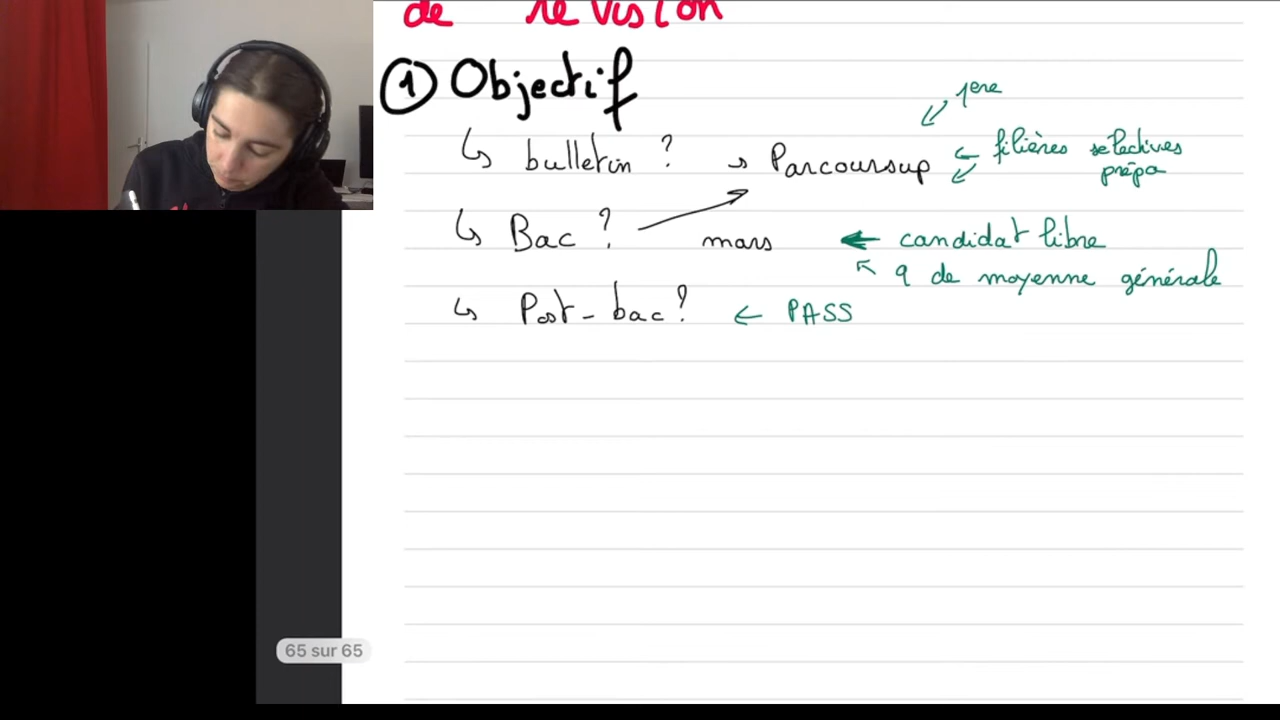 de révision
① Objectif
1ere
↳ bulletin ? → Parcoursup ← filières sélectives
prépa
↳ Bac ? mars ← candidat libre
9 de moyenne générale
↳ Post-bac ? ← PASS
65 sur 65